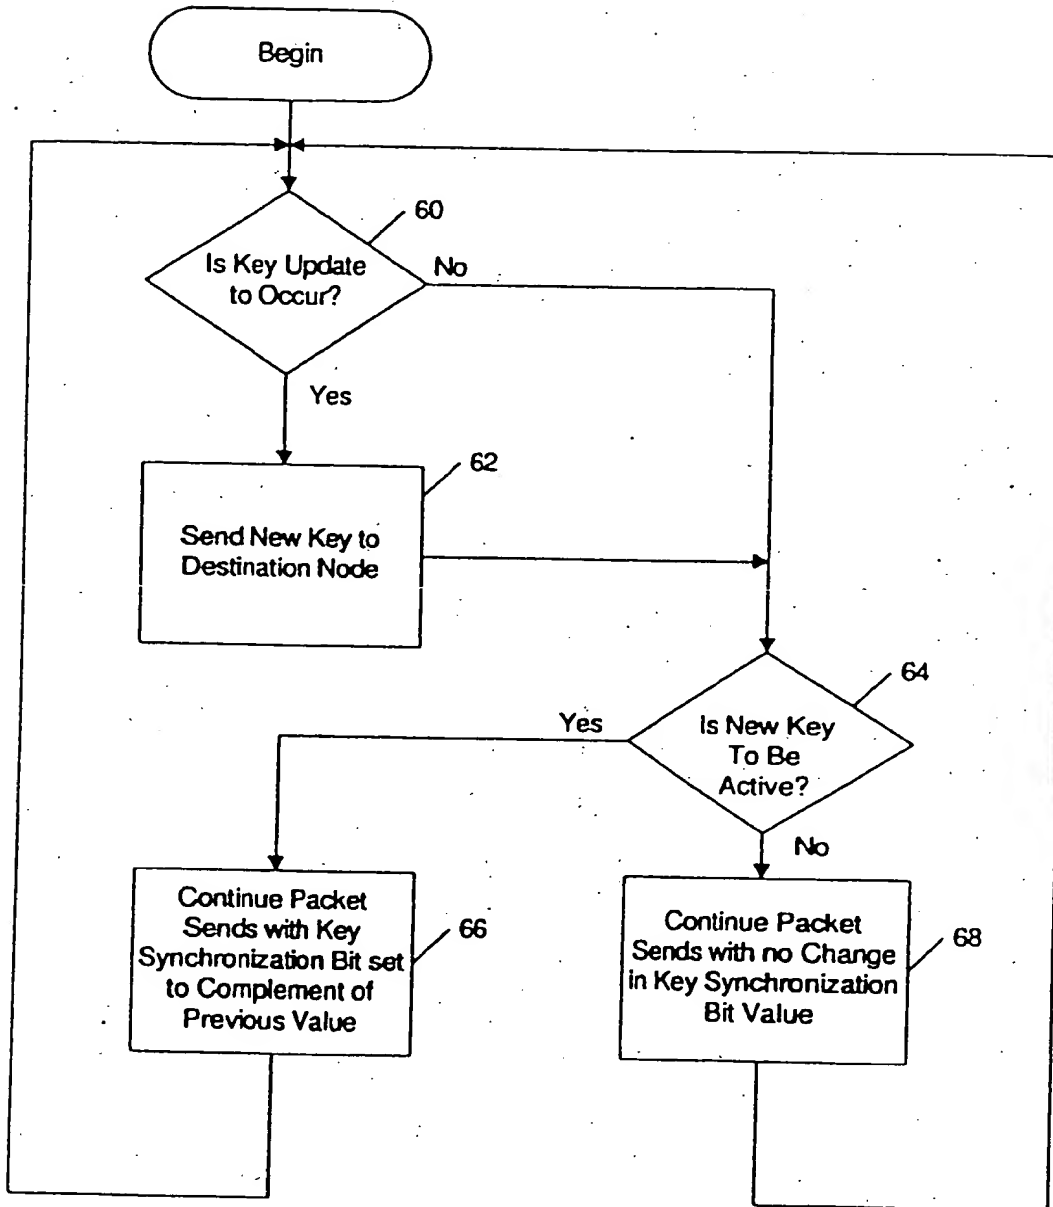 Begin
60
Is Key Update
to Occur?
No
Yes
62
Send New Key to
Destination Node
64
Yes
Is New Key
To Be
Active?
No
Continue Packet
Sends with Key
Synchronization Bit set
to Complement of
Previous Value
66
Continue Packet
Sends with no Change
in Key Synchronization
Bit Value
68